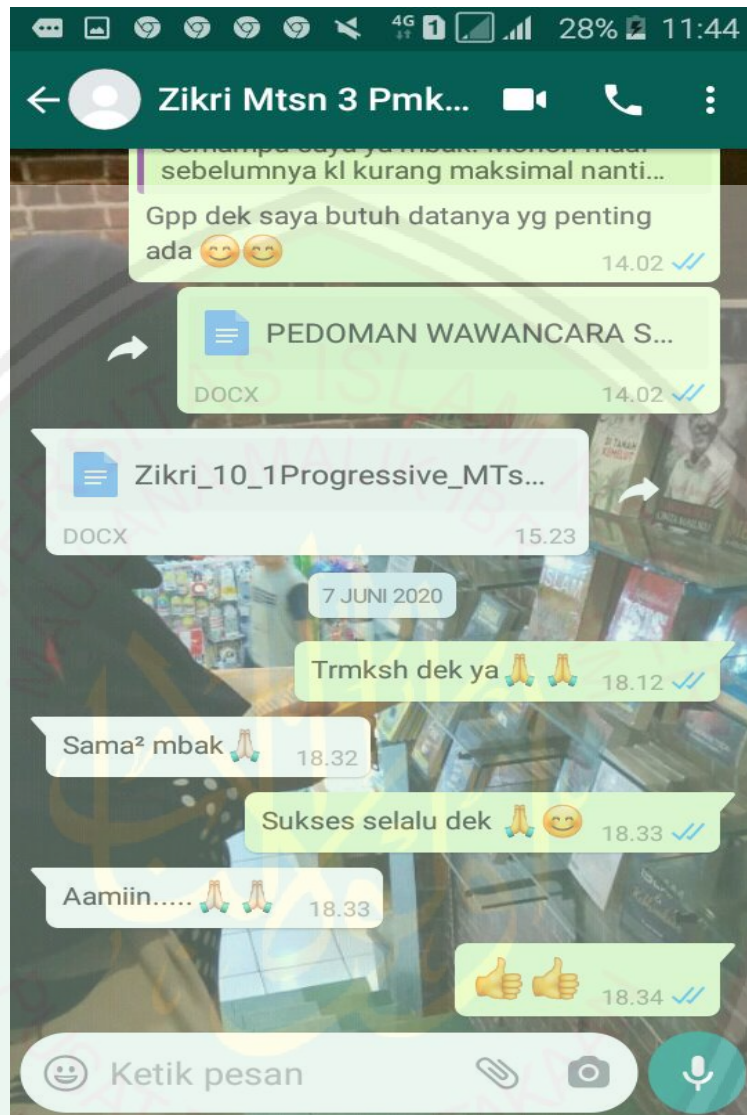 4G 1 28% 11:44
Zikri Mtsn 3 Pmk...
sebelumnya kl kurang maksimal nanti...
Gpp dek saya butuh datanya yg penting
ada 😊😊 14.02
PEDOMAN WAWANCARA S...
DOCX 14.02
Zikri_10_1Progressive_MTs...
DOCX 15.23
7 JUNI 2020
Trmksh dek ya 🙏 🙏 18.12
Sama² mbak 🙏 18.32
Sukses selalu dek 🙏 😊 18.33
Aamiin..... 🙏 🙏 18.33
👍👍 18.34
Ketik pesan